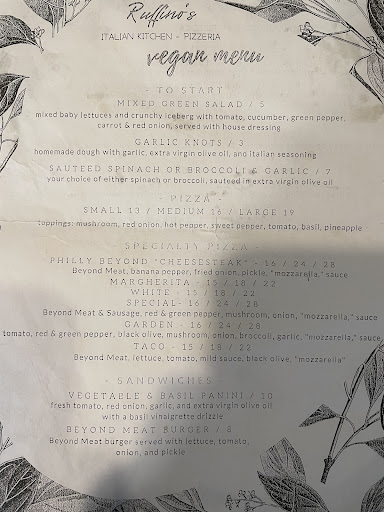 Ruffino's
ITALIAN KITCHEN - PIZZERIA
vegan menu
- TO START -
MIXED GREEN SALAD / 5
mixed baby lettuces and crunchy iceberg with tomato, cucumber, green pepper,
carrot & red onion, served with house dressing
GARLIC KNOTS / 3
homemade dough with garlic, extra virgin olive oil, and italian seasoning
SAUTEED SPINACH OR BROCCOLI & GARLIC / 7
your choice of either spinach or broccoli, sauteed in extra virgin olive oil
- PIZZA -
SMALL 13 / MEDIUM 16 / LARGE 19
toppings: mushroom, red onion, hot pepper, sweet pepper, tomato, basil, pineapple
- SPECIALTY PIZZA -
PHILLY BEYOND "CHEESESTEAK" - 16 / 24 / 28
Beyond Meat, banana pepper, fried onion, pickle, "mozzarella," sauce
MARGHERITA - 15 / 18 / 22
WHITE - 15 / 18 / 22
SPECIAL- 16 / 24 / 28
Beyond Meat & Sausage, red & green pepper, mushroom, onion, "mozzarella," sauce
GARDEN - 16 / 24 / 28
tomato, red & green pepper, black olive, mushroom, onion, broccoli, garlic, "mozzarella," sauce
TACO - 15 / 18 / 22
Beyond Meat, lettuce, tomato, mild sauce, black olive, "mozzarella"
- SANDWICHES -
VEGETABLE & BASIL PANINI / 10
fresh tomato, red onion, garlic, and extra virgin olive oil
with a basil vinaigrette drizzle
BEYOND MEAT BURGER / 8
Beyond Meat burger served with lettuce, tomato,
onion, and pickle